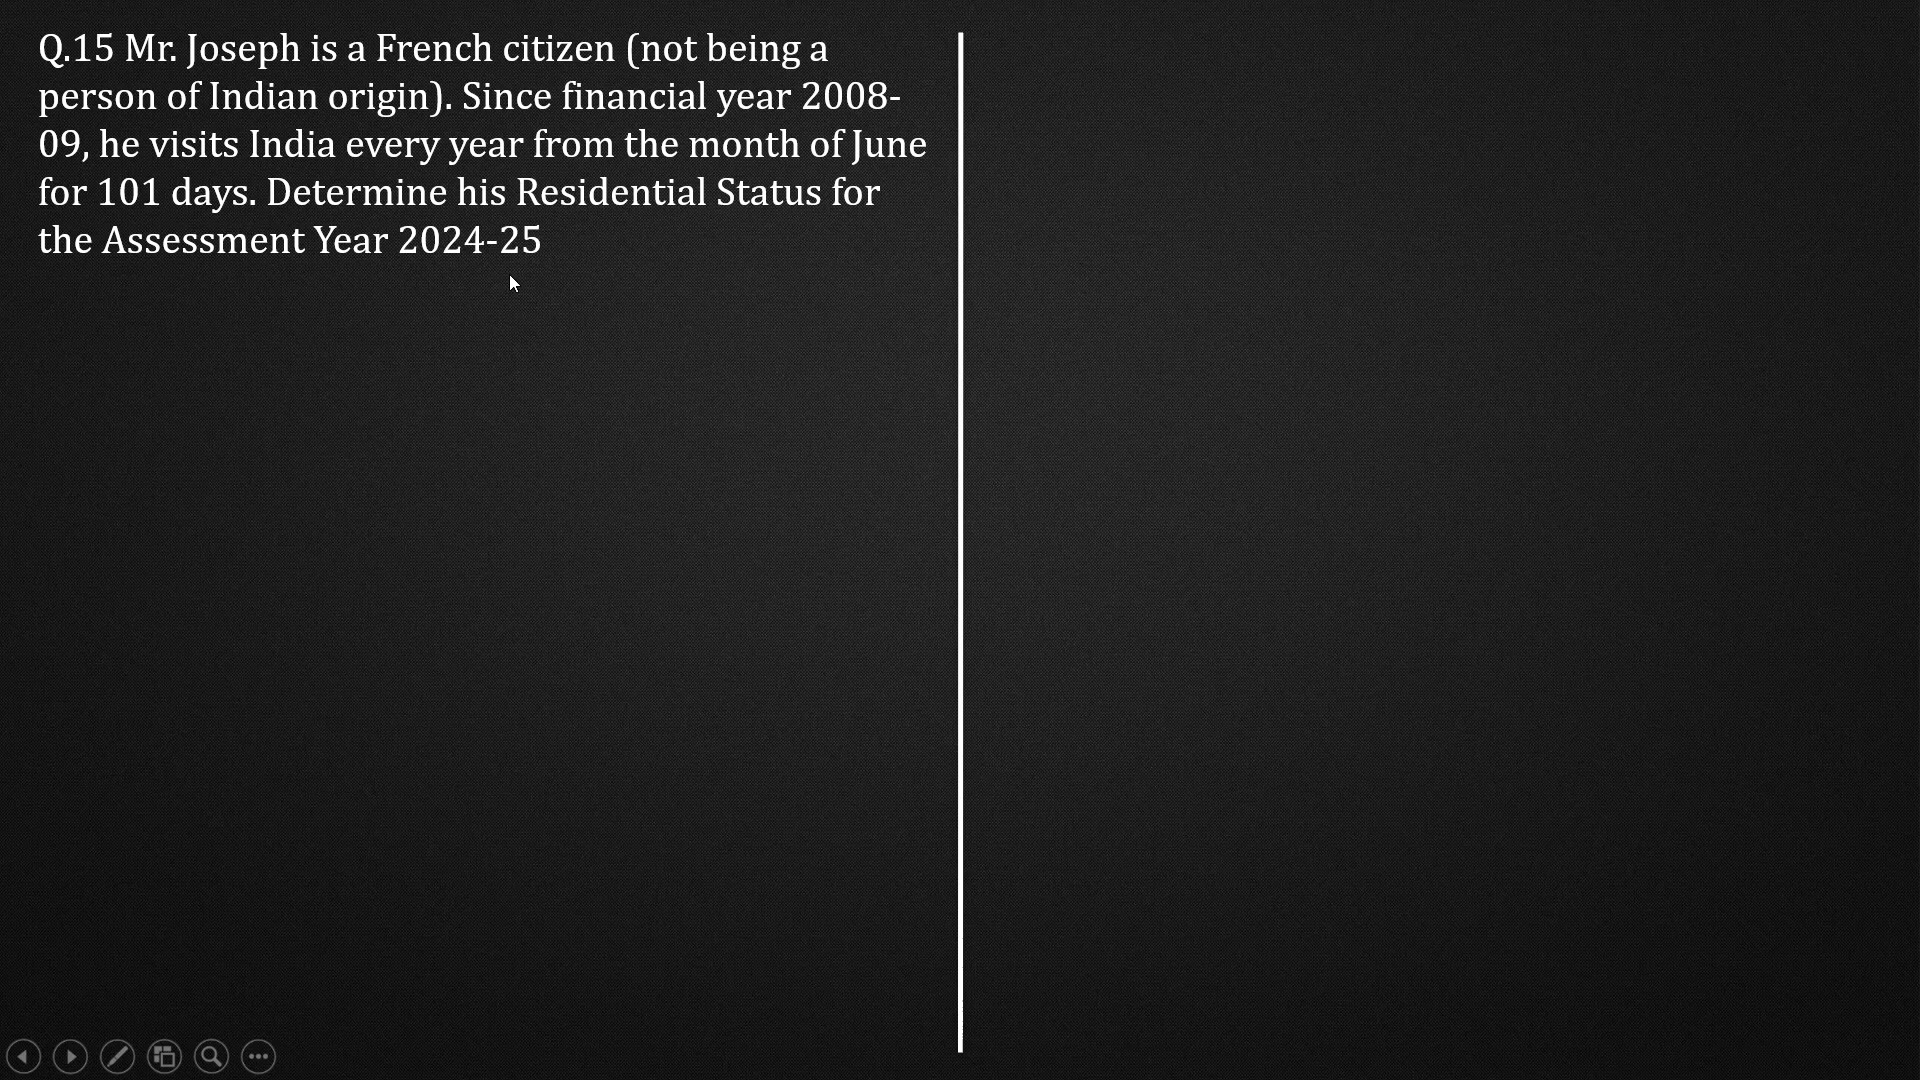 Q.15 Mr. Joseph is a French citizen (not being a
person of Indian origin). Since financial year 2008-
09, he visits India every year from the month of June
for 101 days. Determine his Residential Status for
the Assessment Year 2024-25